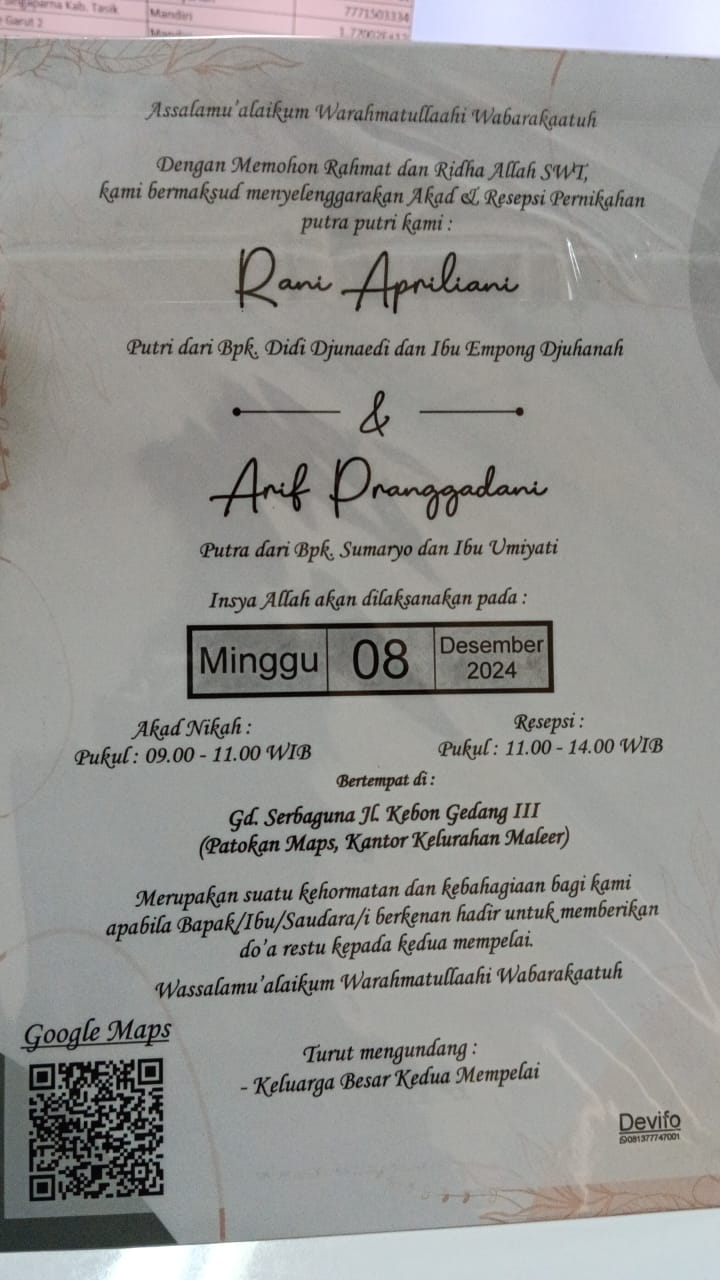 Kab. Tasik Mandiri 7771503334
Garut 2
Assalamu'alaikum Warahmatullaahi Wabarakaatuh
Dengan Memohon Rahmat dan Ridha Allah SWT,
kami bermaksud menyelenggarakan Akad & Resepsi Pernikahan
putra putri kami :
Rani Apriliani
Putri dari Bpk. Didi Djunaedi dan Ibu Empong Djuhanah
&
Arif Pranggadani
Putra dari Bpk. Sumaryo dan Ibu Umiyati
Insya Allah akan dilaksanakan pada :
Minggu 08 Desember
2024
Akad Nikah :
Pukul : 09.00 - 11.00 WIB
Resepsi :
Pukul : 11.00 - 14.00 WIB
Bertempat di :
Gd. Serbaguna Jl. Kebon Gedang III
(Patokan Maps, Kantor Kelurahan Maleer)
Merupakan suatu kehormatan dan kebahagiaan bagi kami
apabila Bapak/Ibu/Saudara/i berkenan hadir untuk memberikan
do'a restu kepada kedua mempelai.
Wassalamu'alaikum Warahmatullaahi Wabarakaatuh
Google Maps
Turut mengundang :
- Keluarga Besar Kedua Mempelai
Devifo
081377747001